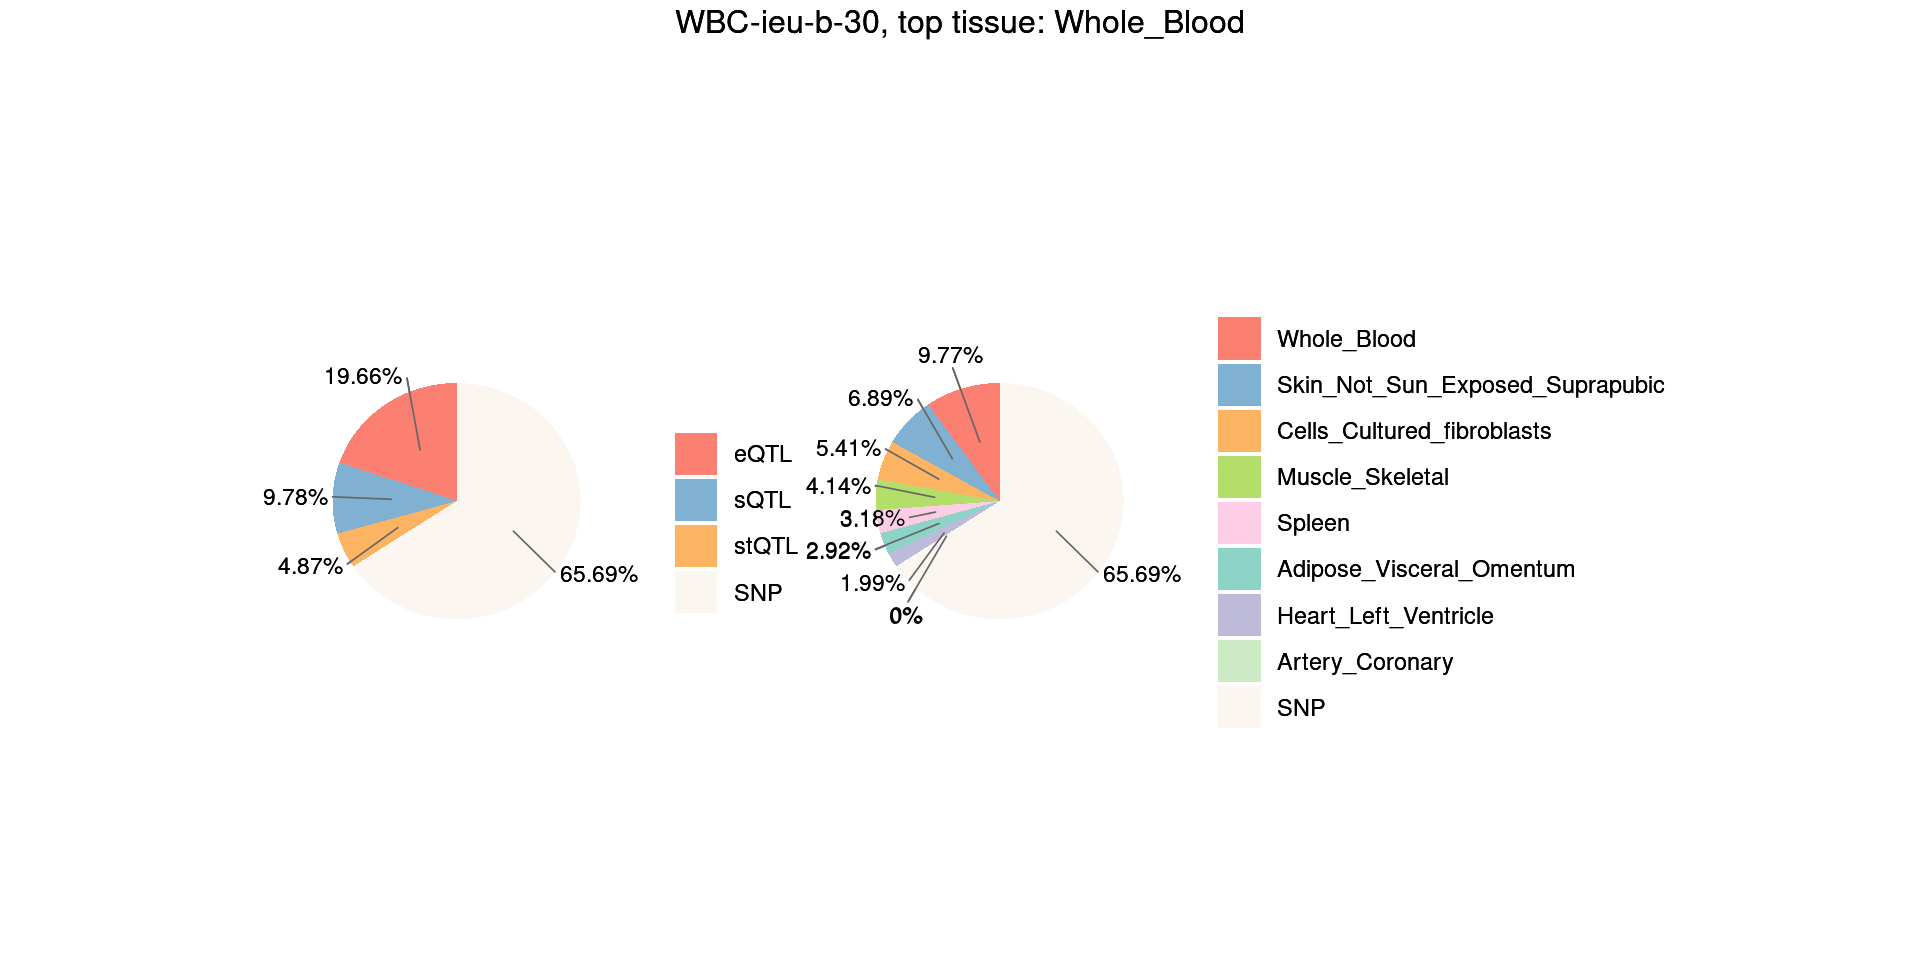 WBC-ieu-b-30, top tissue: Whole_Blood
19.66%
9.78%
4.87%
65.69%
eQTL
sQTL
stQTL
SNP
9.77%
6.89%
5.41%
4.14%
3.18%
2.92%
1.99%
0%
65.69%
Whole_Blood
Skin_Not_Sun_Exposed_Suprapubic
Cells_Cultured_fibroblasts
Muscle_Skeletal
Spleen
Adipose_Visceral_Omentum
Heart_Left_Ventricle
Artery_Coronary
SNP